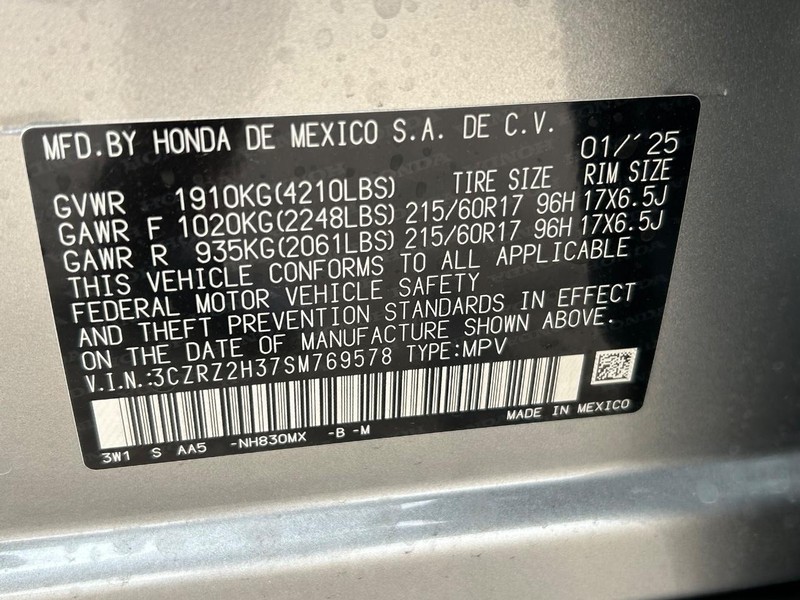 MFD.BY HONDA DE MEXICO S.A. DE C.V. 01/'25
GVWR 1910KG(4210LBS) TIRE SIZE RIM SIZE
GAWR F 1020KG(2248LBS) 215/60R17 96H 17X6.5J
GAWR R 935KG(2061LBS) 215/60R17 96H 17X6.5J
THIS VEHICLE CONFORMS TO ALL APPLICABLE
FEDERAL MOTOR VEHICLE SAFETY
AND THEFT PREVENTION STANDARDS IN EFFECT
ON THE DATE OF MANUFACTURE SHOWN ABOVE.
V.I.N.:3CZRZ2H37SM769578 TYPE:MPV
3W1 S AA5 -NH830MX -B -M MADE IN MEXICO